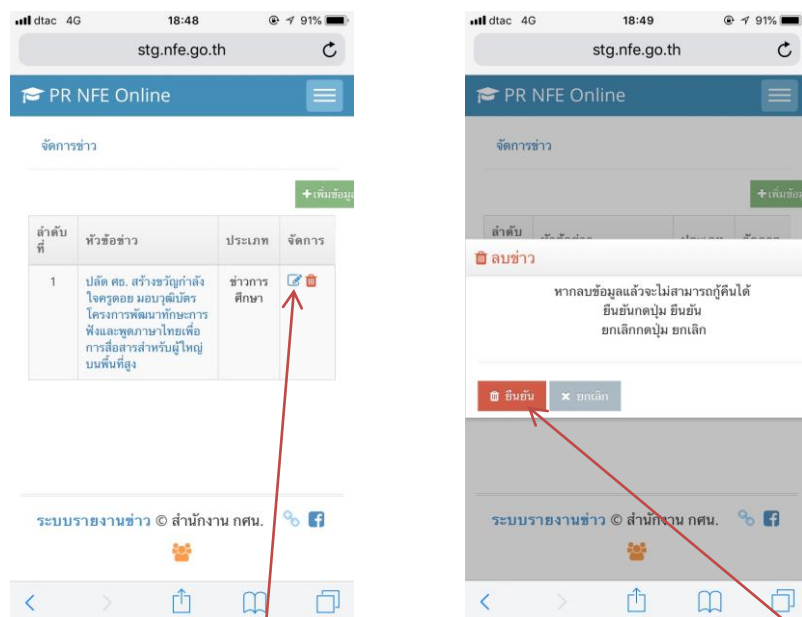 dtac 4G 18:48 91%
stg.nfe.go.th
PR NFE Online
จัดการข่าว
+เพิ่มข้อมูล
ลำดับที่ หัวข้อข่าว ประเภท จัดการ
1 ปลัด ศธ. สร้างขวัญกำลัง ข่าวการ
ใจครูดอย มอบวุฒิบัตร ศึกษา
โครงการพัฒนาทักษะการ
ฟังและพูดภาษาไทยเพื่อ
การสื่อสารสำหรับผู้ใหญ่
บนพื้นที่สูง
ระบบรายงานข่าว © สำนักงาน กศน.
dtac 4G 18:49 91%
stg.nfe.go.th
PR NFE Online
จัดการข่าว
+เพิ่มข้อ
ลำดับ
ลบข่าว
หากลบข้อมูลแล้วจะไม่สามารถกู้คืนได้
ยืนยันกดปุ่ม ยืนยัน
ยกเลิกกดปุ่ม ยกเลิก
ยืนยัน × ยกเลิก
ระบบรายงานข่าว © สำนักงาน กศน.